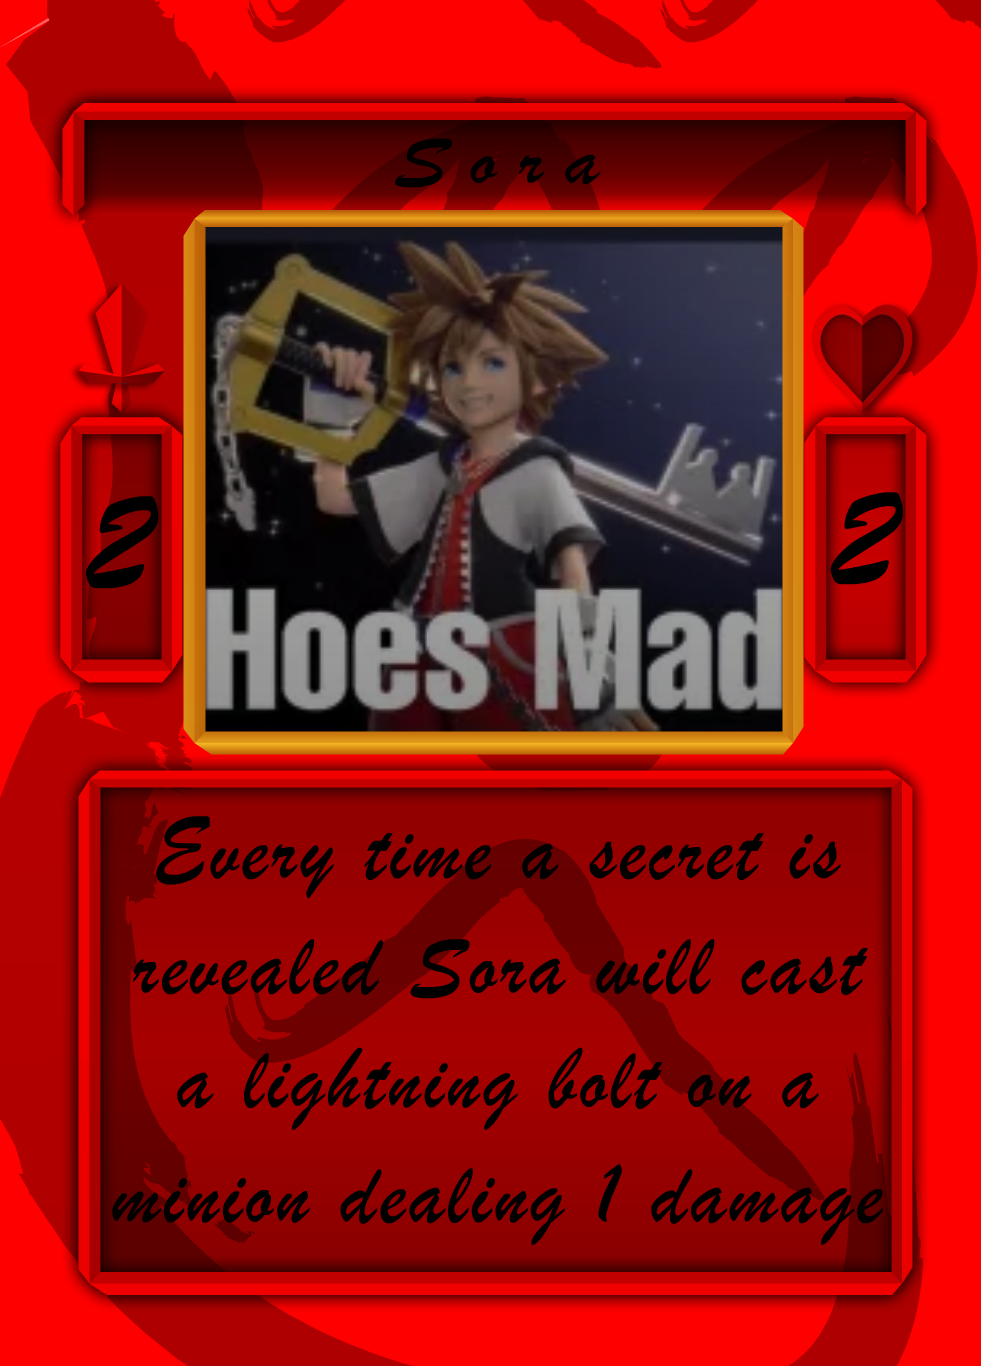 Sora
2
2
Hoes Mad
Every time a secret is
revealed Sora will cast
a lightning bolt on a
minion dealing 1 damage